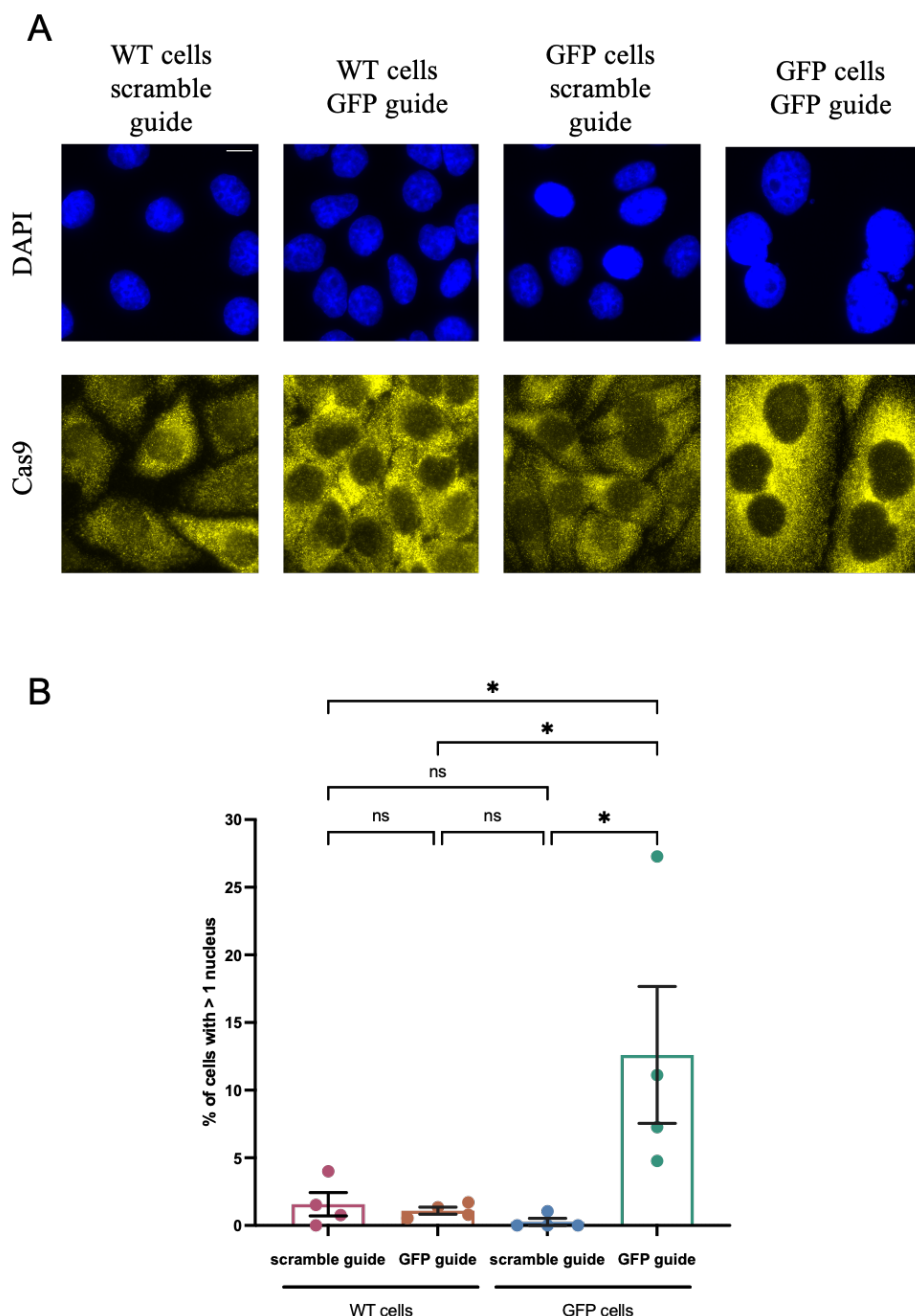 A
WT cells
scramble
guide
WT cells
GFP guide
GFP cells
scramble
guide
GFP cells
GFP guide
DAPI
Cas9
B
*
*
ns
ns
ns
*
30
25
20
15
10
5
0
% of cells with > 1 nucleus
scramble guide
GFP guide
scramble guide
GFP guide
WT cells
GFP cells